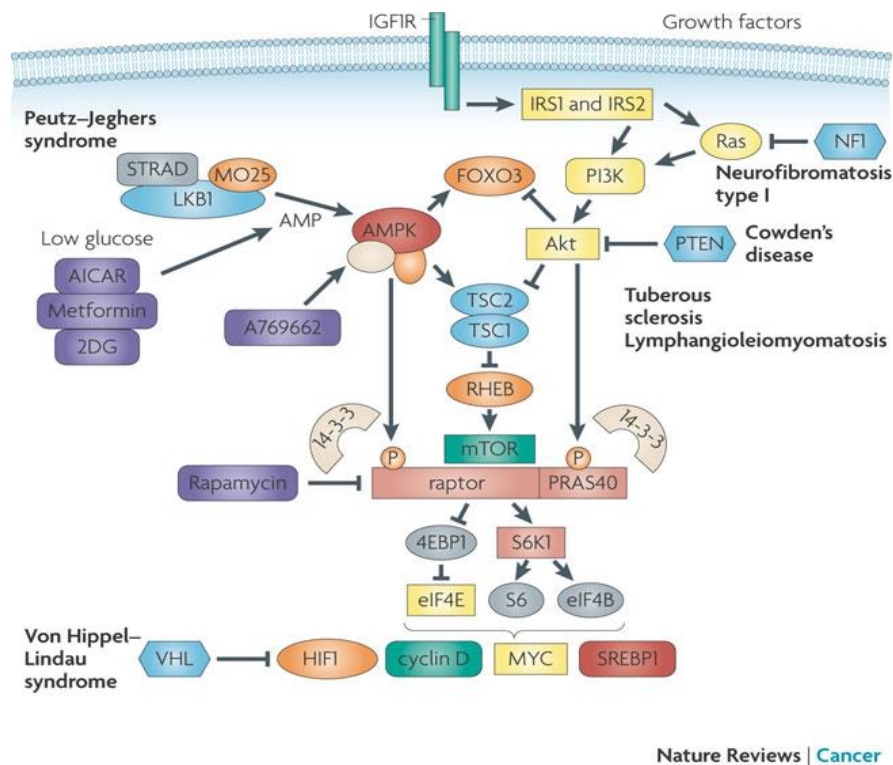 IGF1R
Growth factors
IRS1 and IRS2
Peutz–Jeghers
syndrome
STRAD
MO25
LKB1
FOXO3
Ras
NF1
PI3K
Neurofibromatosis
type I
AMP
AMPK
Akt
PTEN
Cowden's
disease
Low glucose
AICAR
Metformin
2DG
A769662
TSC2
TSC1
Tuberous
sclerosis
Lymphangioleiomyomatosis
RHEB
14-3-3
14-3-3
mTOR
P
P
Rapamycin
raptor
PRAS40
4EBP1
S6K1
eIF4E
S6
eIF4B
Von Hippel–
Lindau
syndrome
VHL
HIF1
cyclin D
MYC
SREBP1
Nature Reviews | Cancer